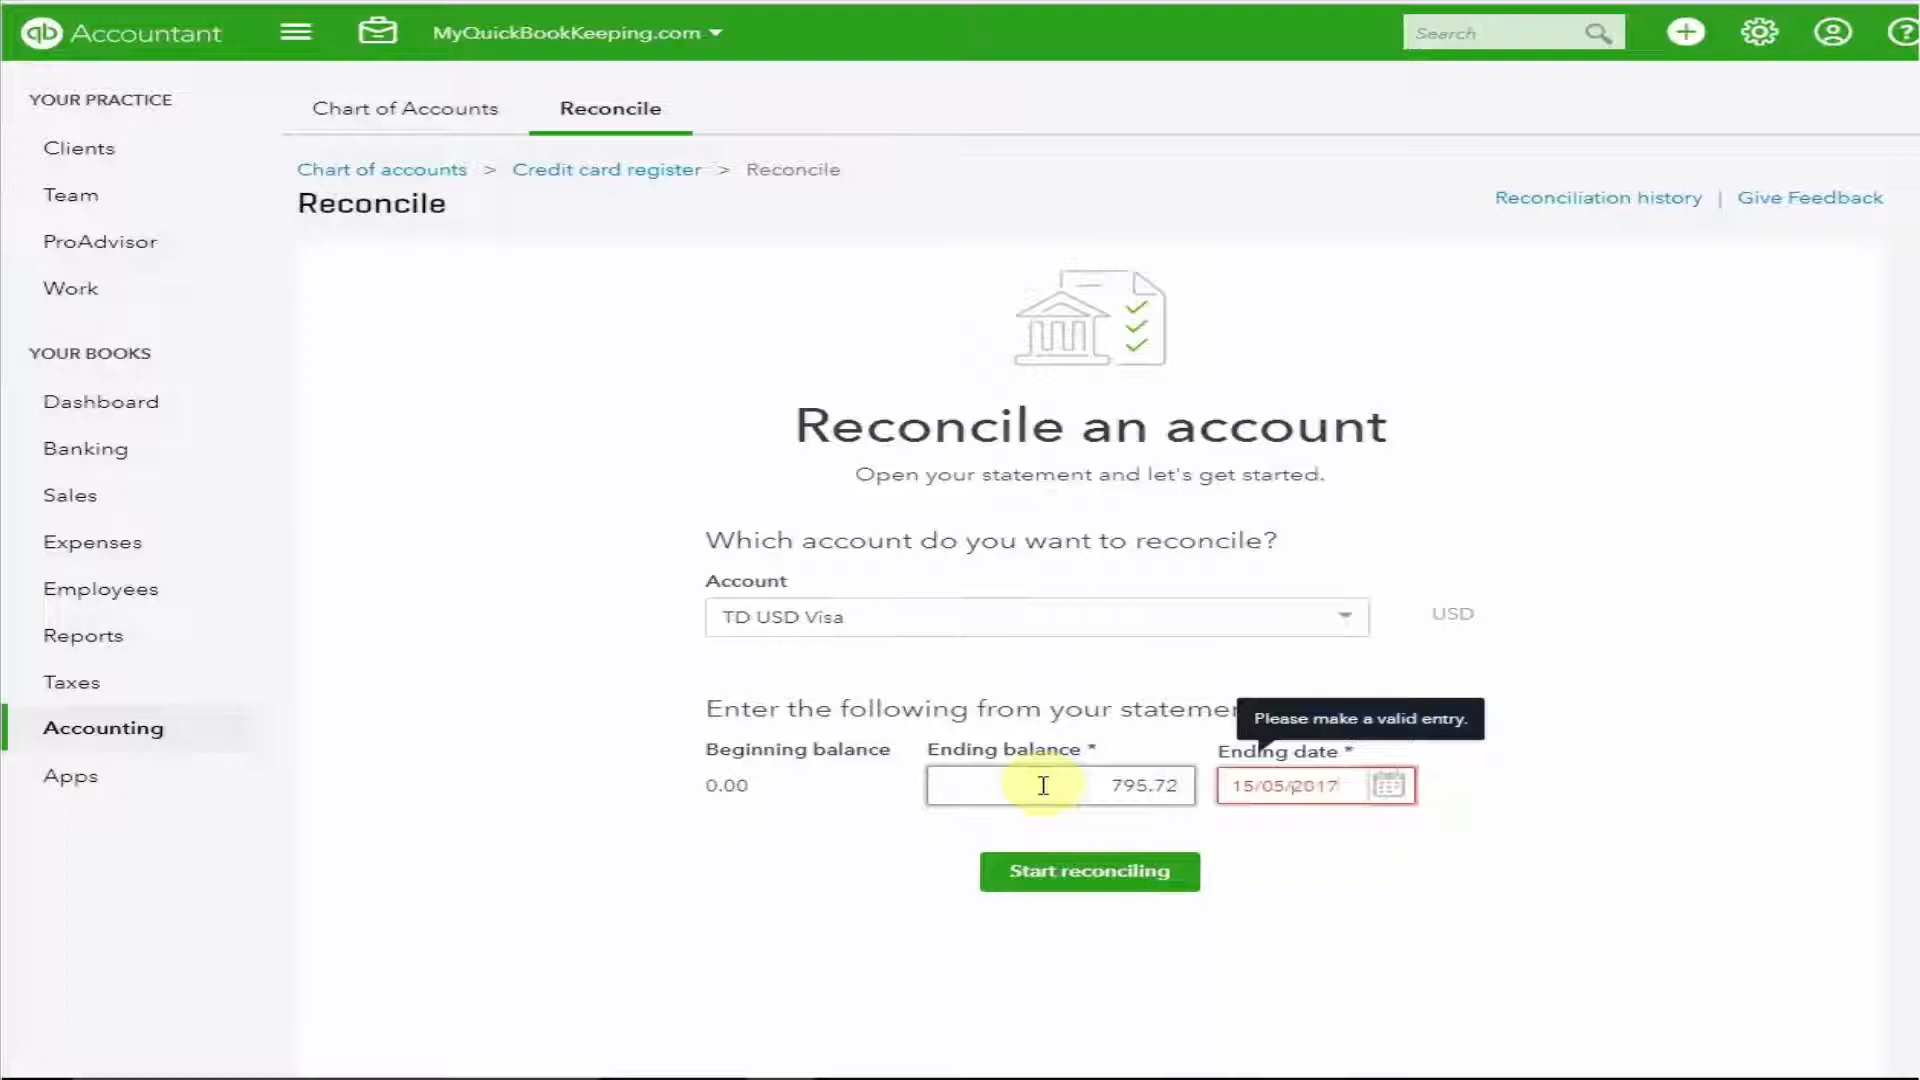 qb Accountant
MyQuickBookKeeping.com
Search
?
YOUR PRACTICE
Clients
Team
ProAdvisor
Work
YOUR BOOKS
Dashboard
Banking
Sales
Expenses
Employees
Reports
Taxes
Accounting
Apps
Chart of Accounts
Reconcile
Chart of accounts > Credit card register > Reconcile
Reconcile
Reconciliation history | Give Feedback
Reconcile an account
Open your statement and let's get started.
Which account do you want to reconcile?
Account
TD USD Visa
USD
Enter the following from your stateme
Please make a valid entry.
Beginning balance
Ending balance *
Ending date *
0.00
795.72
15/05/2017
Start reconciling